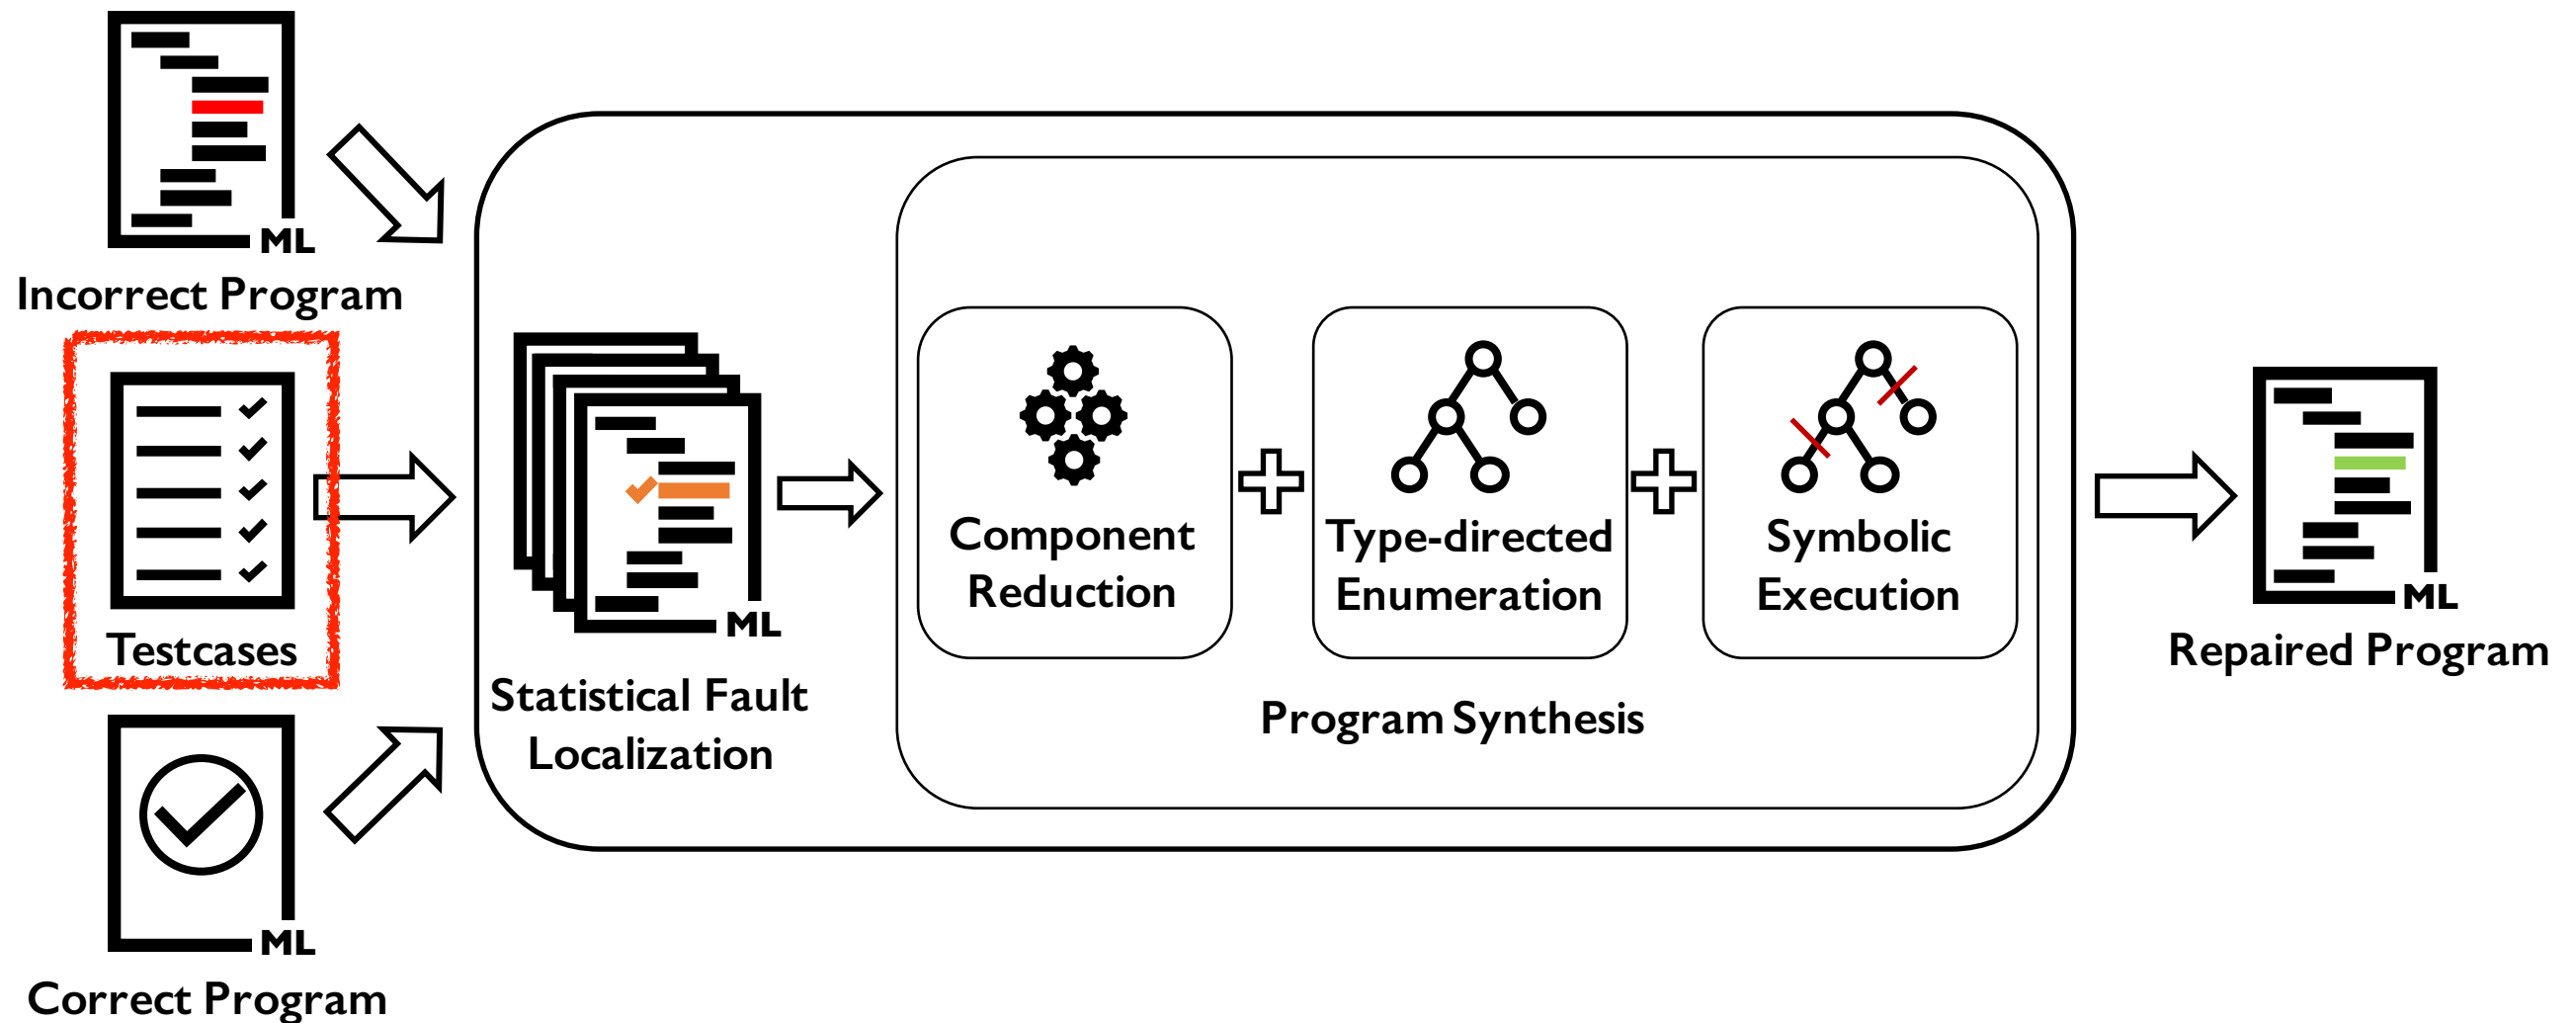 ML
Incorrect Program
Testcases
ML
Correct Program
ML
Statistical Fault
Localization
Component
Reduction
Type-directed
Enumeration
Symbolic
Execution
Program Synthesis
ML
Repaired Program